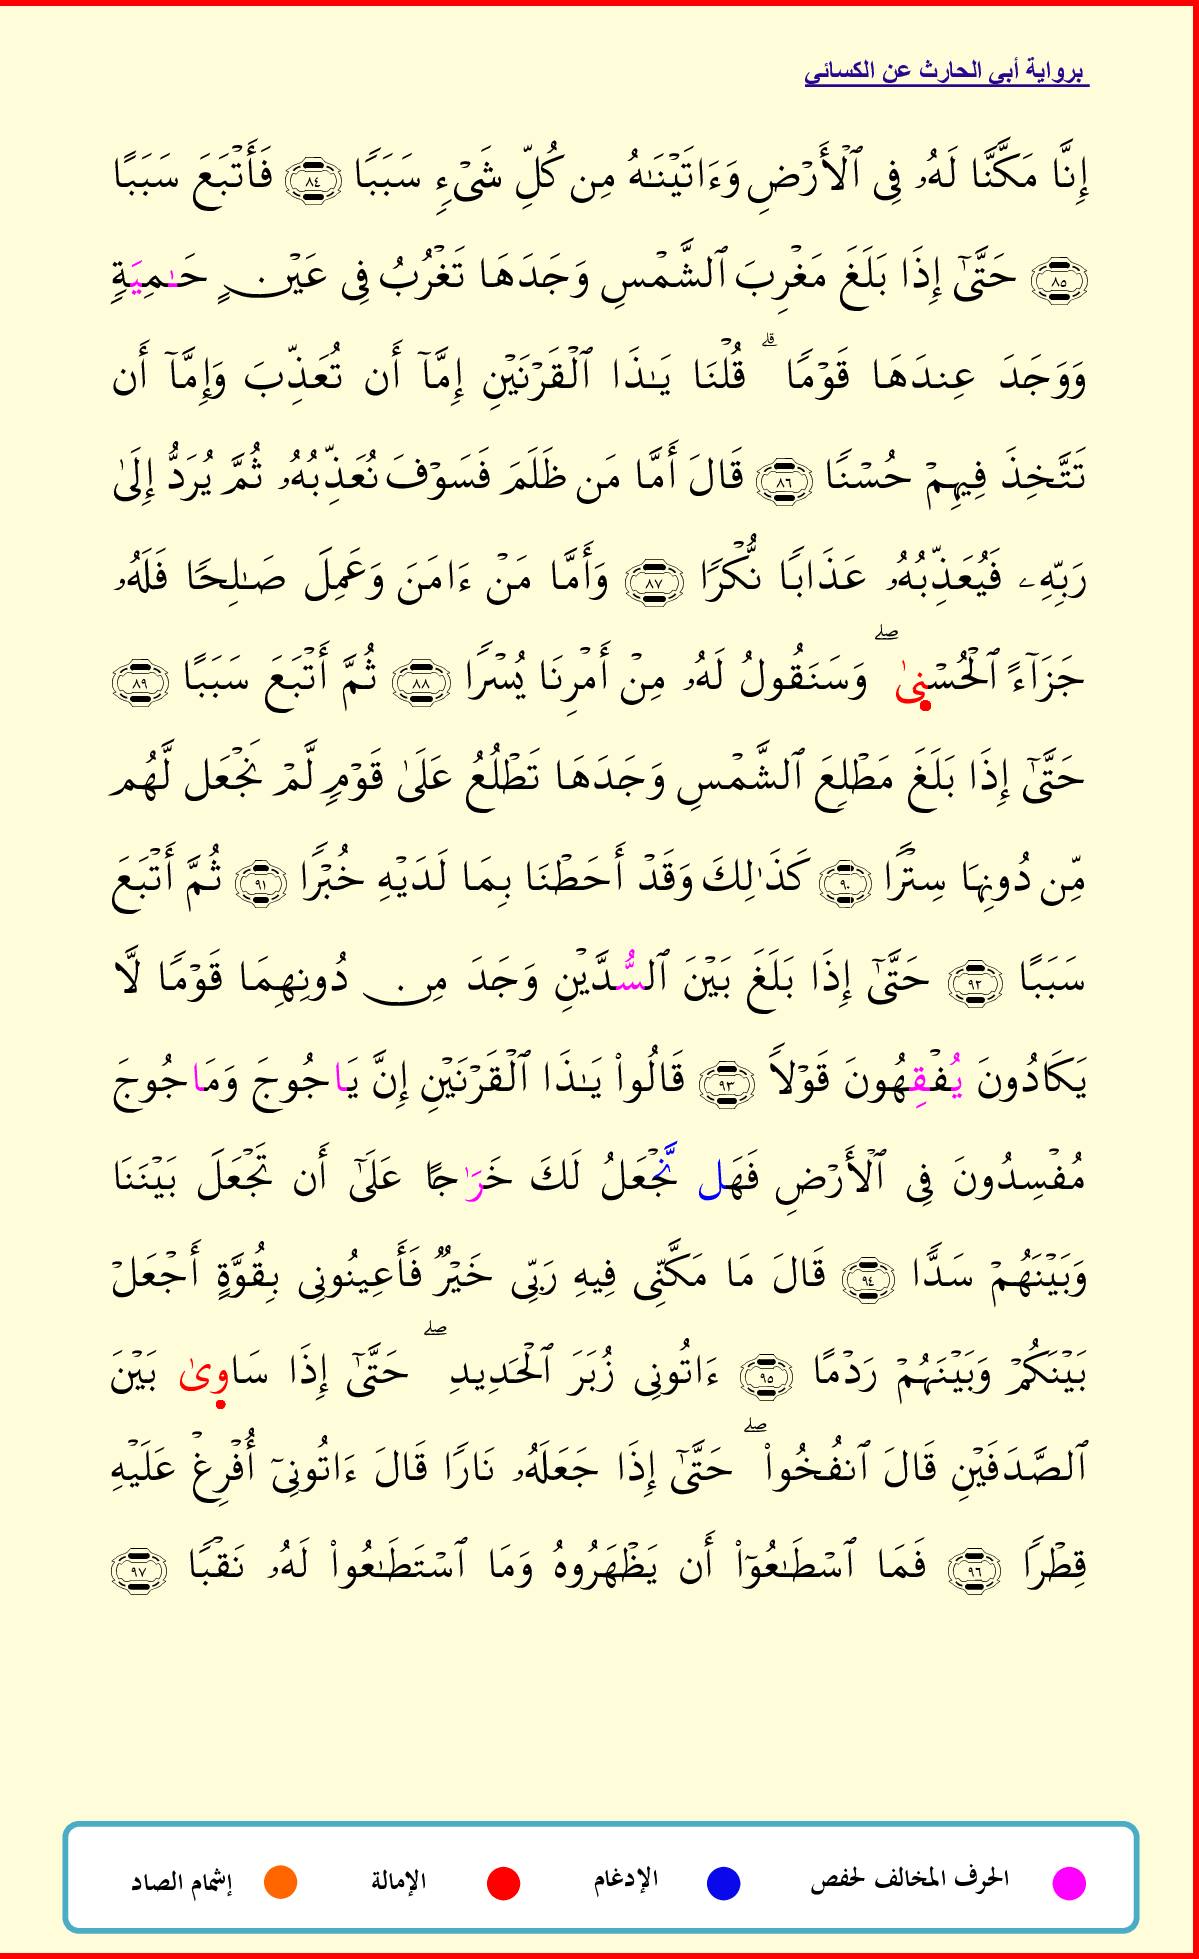 برواية أبي الحارث عن الكسائي
إِنَّا مَكَّنَّا لَهُۥ فِى ٱلْأَرْضِ وَءَاتَيْنَٰهُ مِن كُلِّ شَىْءٍ سَبَبًا ٨٤ فَأَتْبَعَ سَبَبًا
٨٥ حَتَّىٰٓ إِذَا بَلَغَ مَغْرِبَ ٱلشَّمْسِ وَجَدَهَا تَغْرُبُ فِى عَيْنٍ حَٰمِيَةٍ
وَوَجَدَ عِندَهَا قَوْمًا ۗ قُلْنَا يَٰذَا ٱلْقَرْنَيْنِ إِمَّآ أَن تُعَذِّبَ وَإِمَّآ أَن
تَتَّخِذَ فِيهِمْ حُسْنًا ٨٦ قَالَ أَمَّا مَن ظَلَمَ فَسَوْفَ نُعَذِّبُهُۥ ثُمَّ يُرَدُّ إِلَىٰ
رَبِّهِۦ فَيُعَذِّبُهُۥ عَذَابًا نُّكْرًا ٨٧ وَأَمَّا مَنْ ءَامَنَ وَعَمِلَ صَٰلِحًا فَلَهُۥ
جَزَآءً ٱلْحُسْنِىٰ ۖ وَسَنَقُولُ لَهُۥ مِنْ أَمْرِنَا يُسْرًا ٨٨ ثُمَّ أَتْبَعَ سَبَبًا ٨٩
حَتَّىٰٓ إِذَا بَلَغَ مَطْلِعَ ٱلشَّمْسِ وَجَدَهَا تَطْلُعُ عَلَىٰ قَوْمٍ لَّمْ نَجْعَل لَّهُم
مِّن دُونِهَا سِتْرًا ٩٠ كَذَٰلِكَ وَقَدْ أَحَطْنَا بِمَا لَدَيْهِ خُبْرًا ٩١ ثُمَّ أَتْبَعَ
سَبَبًا ٩٢ حَتَّىٰٓ إِذَا بَلَغَ بَيْنَ ٱلسُّدَّيْنِ وَجَدَ مِن دُونِهِمَا قَوْمًا لَّا
يَكَادُونَ يُفْقِهُونَ قَوْلًا ٩٣ قَالُوا۟ يَٰذَا ٱلْقَرْنَيْنِ إِنَّ يَاجُوجَ وَمَاجُوجَ
مُفْسِدُونَ فِى ٱلْأَرْضِ فَهَل نَّجْعَلُ لَكَ خَرَٰجًا عَلَىٰٓ أَن تَجْعَلَ بَيْنَنَا
وَبَيْنَهُمْ سَدًّا ٩٤ قَالَ مَا مَكَّنِّى فِيهِ رَبِّى خَيْرٌ فَأَعِينُونِى بِقُوَّةٍ أَجْعَلْ
بَيْنَكُمْ وَبَيْنَهُمْ رَدْمًا ٩٥ ءَاتُونِى زُبَرَ ٱلْحَدِيدِ ۖ حَتَّىٰٓ إِذَا سَاوِىٰ بَيْنَ
ٱلصَّدَفَيْنِ قَالَ ٱنفُخُوا۟ ۖ حَتَّىٰٓ إِذَا جَعَلَهُۥ نَارًا قَالَ ءَاتُونِىٓ أُفْرِغْ عَلَيْهِ
قِطْرًا ٩٦ فَمَا ٱسْطَٰعُوٓا۟ أَن يَظْهَرُوهُ وَمَا ٱسْتَطَٰعُوا۟ لَهُۥ نَقْبًا ٩٧
الحرف المخالف لحفص الإدغام الإمالة إشمام الصاد